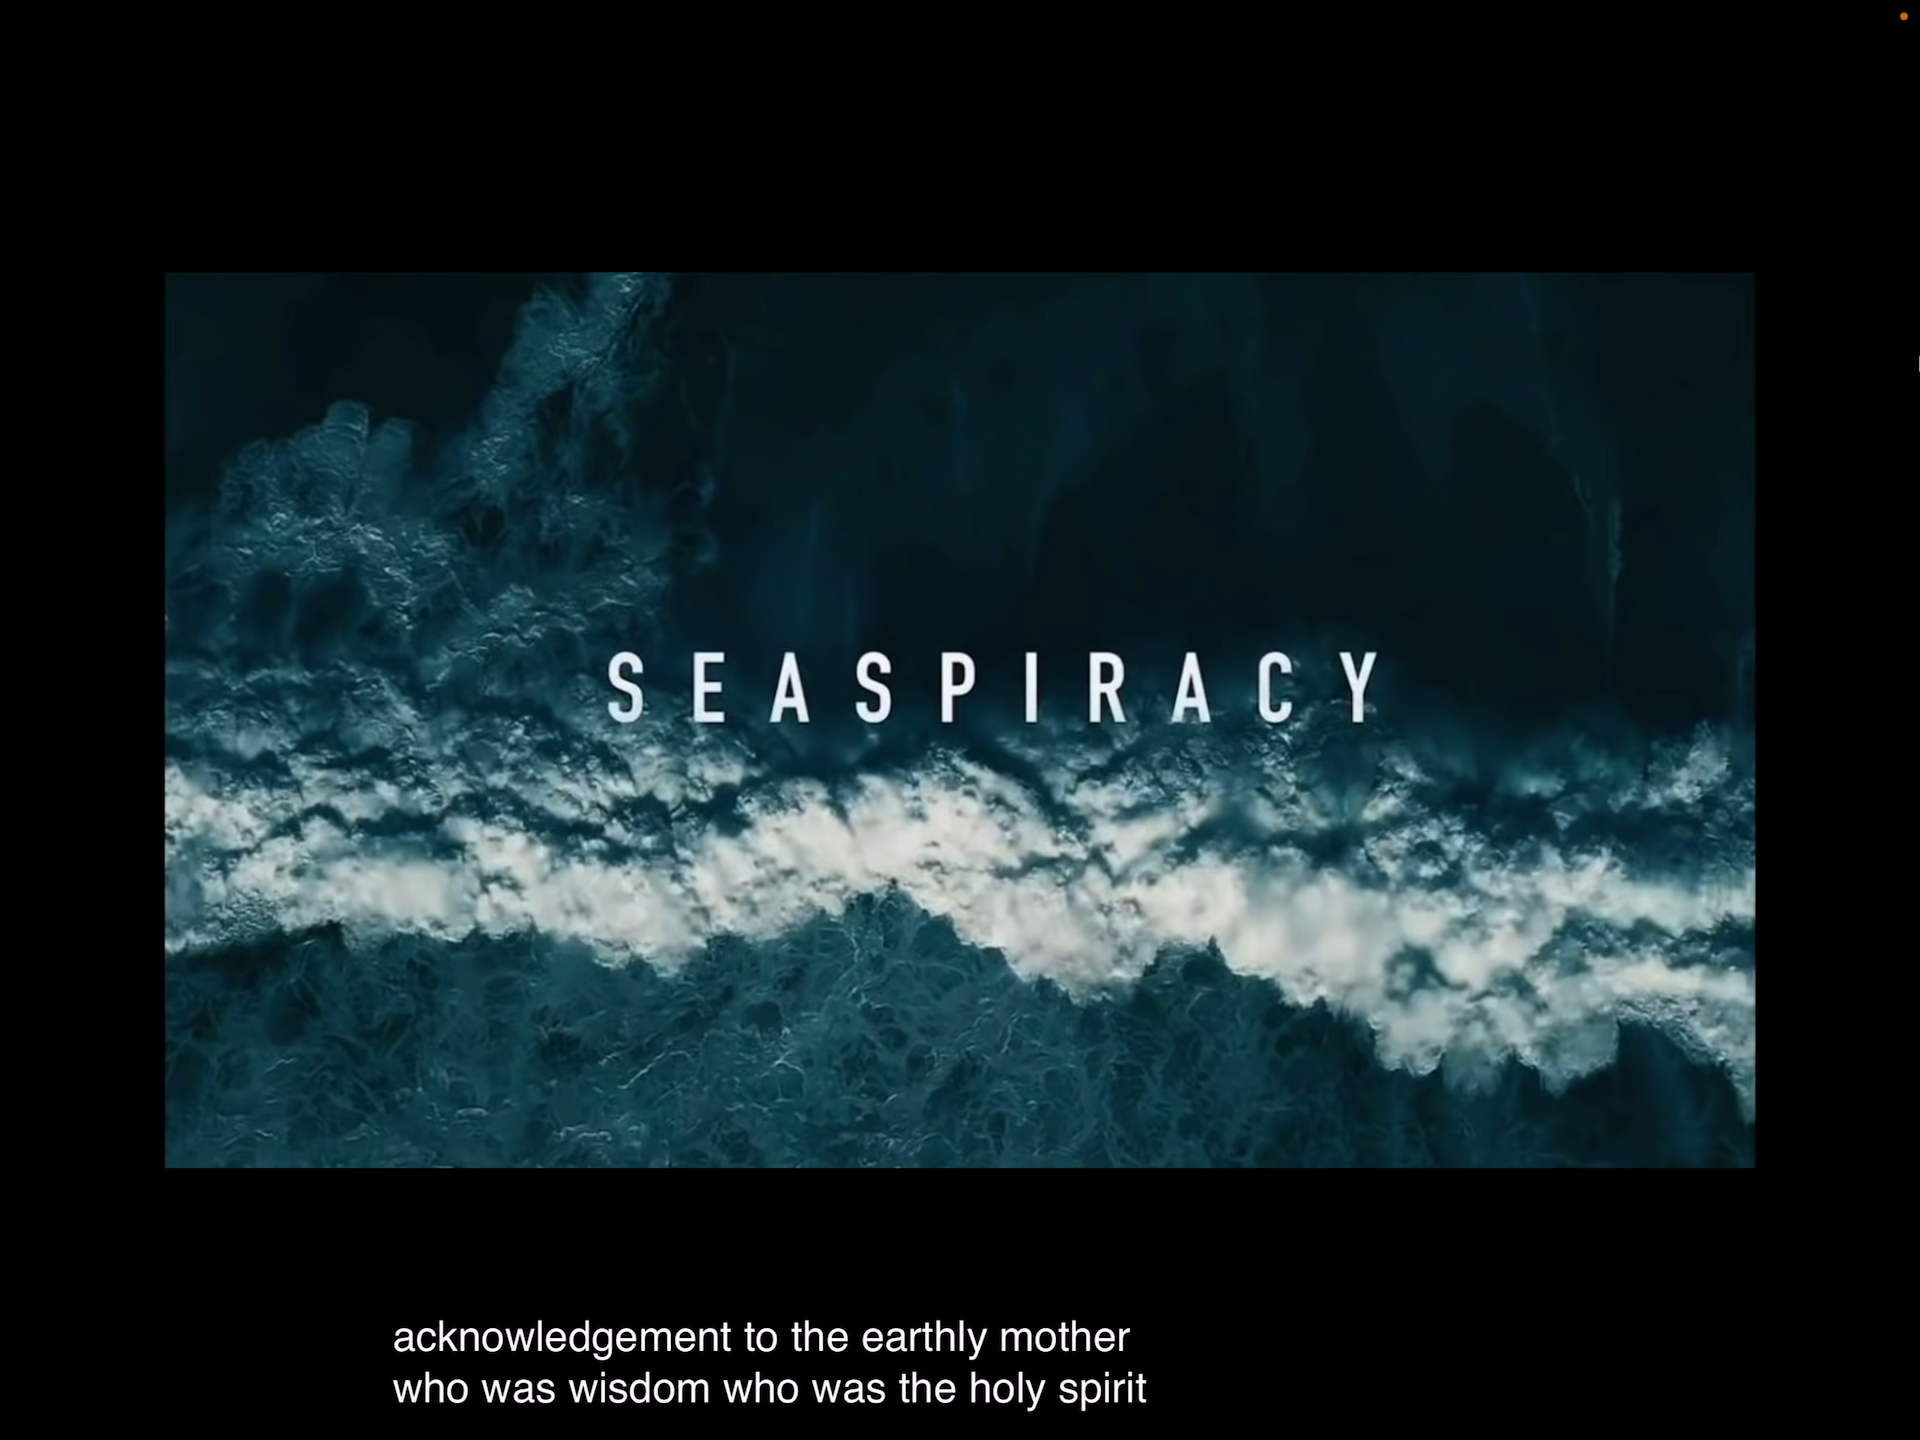 SEASPIRACY
acknowledgement to the earthly mother
who was wisdom who was the holy spirit